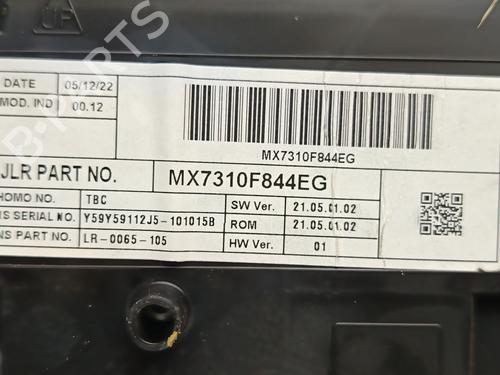 UF
DATE 05/12/22
MOD. IND 00.12
MX7310F844EG
JLR PART NO. MX7310F844EG
HOMO NO. TBC SW Ver. 21.05.01.02
NS SERIAL NO. Y59Y59112J5-101015B ROM 21.05.01.02
NS PART NO. LR-0065-105 HW Ver. 01
B-PARTS